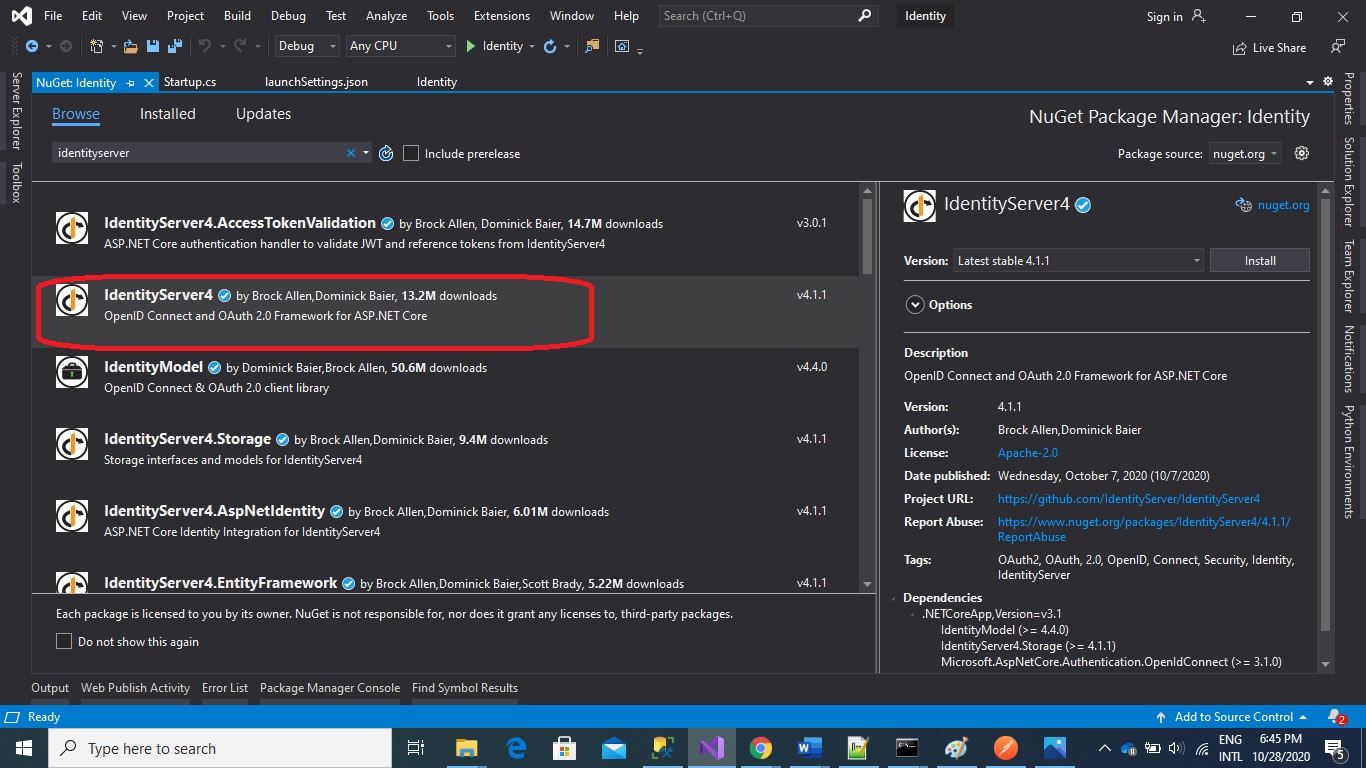 File Edit View Project Build Debug Test Analyze Tools Extensions Window Help Search (Ctrl+Q) Identity Sign in
Debug Any CPU Identity Live Share
NuGet: Identity Startup.cs launchSettings.json Identity
Server Explorer
Toolbox
Browse Installed Updates
NuGet Package Manager: Identity
identityserver
Include prerelease
Package source: nuget.org
IdentityServer4.AccessTokenValidation by Brock Allen, Dominick Baier, 14.7M downloads v3.0.1
ASP.NET Core authentication handler to validate JWT and reference tokens from IdentityServer4
IdentityServer4 by Brock Allen,Dominick Baier, 13.2M downloads v4.1.1
OpenID Connect and OAuth 2.0 Framework for ASP.NET Core
IdentityModel by Dominick Baier,Brock Allen, 50.6M downloads v4.4.0
OpenID Connect & OAuth 2.0 client library
IdentityServer4.Storage by Brock Allen,Dominick Baier, 9.4M downloads v4.1.1
Storage interfaces and models for IdentityServer4
IdentityServer4.AspNetIdentity by Brock Allen,Dominick Baier, 6.01M downloads v4.1.1
ASP.NET Core Identity Integration for IdentityServer4
IdentityServer4.EntityFramework by Brock Allen,Dominick Baier,Scott Brady, 5.22M downloads v4.1.1
Each package is licensed to you by its owner. NuGet is not responsible for, nor does it grant any licenses to, third-party packages.
Do not show this again
IdentityServer4 nuget.org
Version: Latest stable 4.1.1 Install
Options
Description
OpenID Connect and OAuth 2.0 Framework for ASP.NET Core
Version: 4.1.1
Author(s): Brock Allen,Dominick Baier
License: Apache-2.0
Date published: Wednesday, October 7, 2020 (10/7/2020)
Project URL: https://github.com/IdentityServer/IdentityServer4
Report Abuse: https://www.nuget.org/packages/IdentityServer4/4.1.1/
ReportAbuse
Tags: OAuth2, OAuth, 2.0, OpenID, Connect, Security, Identity,
IdentityServer
Dependencies
.NETCoreApp,Version=v3.1
IdentityModel (>= 4.4.0)
IdentityServer4.Storage (>= 4.1.1)
Microsoft.AspNetCore.Authentication.OpenIdConnect (>= 3.1.0)
Properties
Solution Explorer
Team Explorer
Notifications
Python Environments
Output Web Publish Activity Error List Package Manager Console Find Symbol Results
Ready Add to Source Control 2
Type here to search
ENG 6:45 PM
INTL 10/28/2020 5